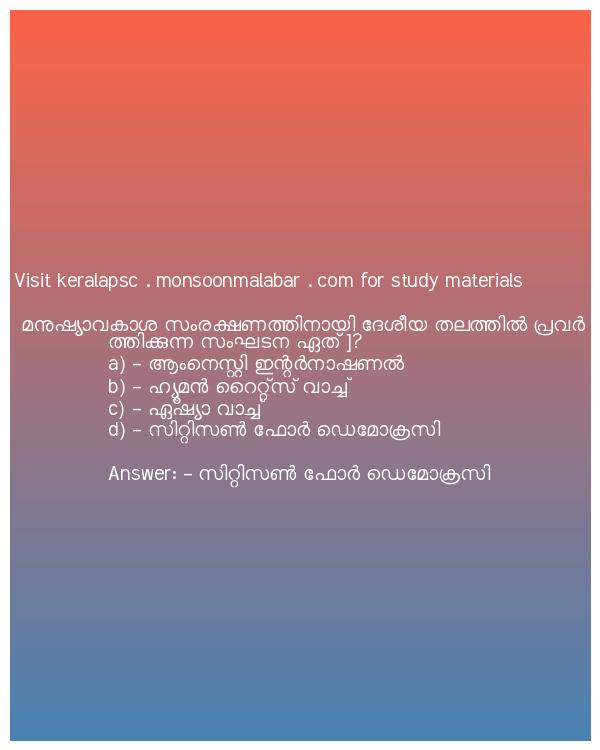 Visit keralapsc . monsoonmalabar . com for study materials
മനുഷ്യാവകാശ സംരക്ഷണത്തിനായി ദേശീയ തലത്തിൽ പ്രവർ
ത്തിക്കുന്ന സംഘടന ഏത് ]?
a) - ആംനെസ്റ്റി ഇന്റർനാഷണൽ
b) - ഹ്യൂമൻ റൈറ്റ്സ് വാച്ച്
c) - ഏഷ്യാ വാച്ച്
d) - സിറ്റിസൺ ഫോർ ഡെമോക്രസി
Answer: - സിറ്റിസൺ ഫോർ ഡെമോക്രസി